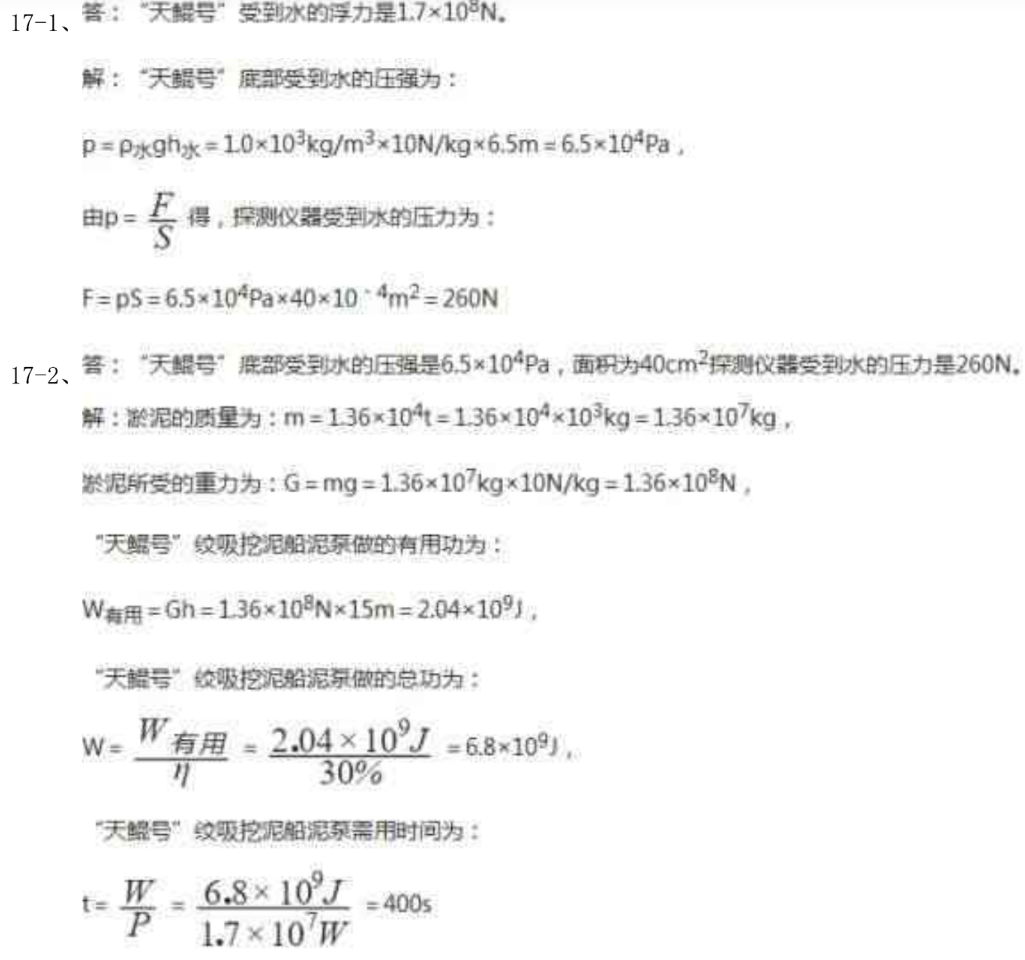 17-1、答："天鲲号"受到水的浮力是1.7×10⁸N。
解："天鲲号"底部受到水的压强为：
p=ρ水gh水=1.0×10³kg/m³×10N/kg×6.5m=6.5×10⁴Pa，
由p=F/S得，探测仪器受到水的压力为：
F=pS=6.5×10⁴Pa×40×10⁻⁴m²=260N
17-2、答："天鲲号"底部受到水的压强是6.5×10⁴Pa，面积为40cm²探测仪器受到水的压力是260N。
解：淤泥的质量为：m=1.36×10⁴t=1.36×10⁴×10³kg=1.36×10⁷kg，
淤泥所受的重力为：G=mg=1.36×10⁷kg×10N/kg=1.36×10⁸N，
"天鲲号"绞吸挖泥船泥泵做的有用功为：
W有用=Gh=1.36×10⁸N×15m=2.04×10⁹J，
"天鲲号"绞吸挖泥船泥泵做的总功为：
W=W有用/η=2.04×10⁹J/30%=6.8×10⁹J，
"天鲲号"绞吸挖泥船泥泵需用时间为：
t=W/P=6.8×10⁹J/1.7×10⁷W=400s